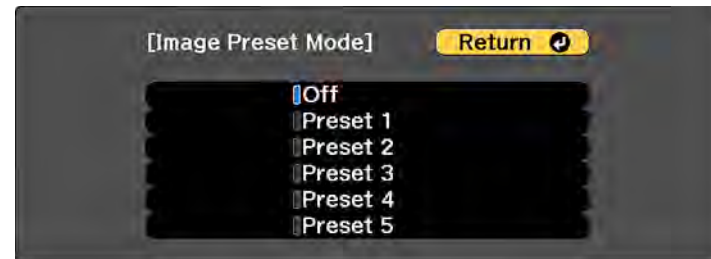 [Image Preset Mode] Return
Off
Preset 1
Preset 2
Preset 3
Preset 4
Preset 5